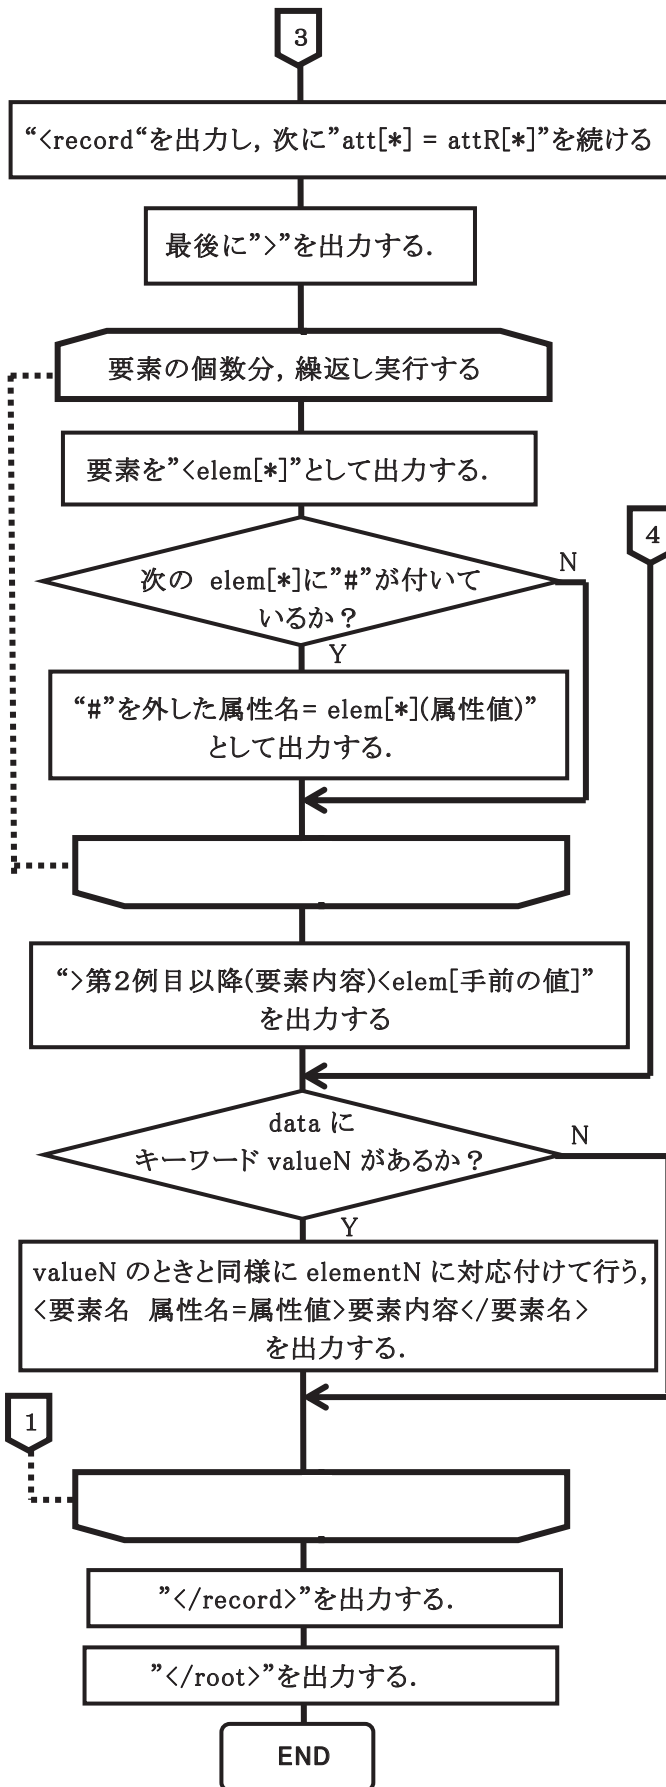 3
“<record“を出力し, 次に”att[*] = attR[*]”を続ける
最後に”>”を出力する.
要素の個数分, 繰返し実行する
要素を”<elem[*]”として出力する.
4
次の elem[*]に”#”が付いて
いるか？
N
Y
“#”を外した属性名= elem[*](属性値)”
として出力する.
“>第2例目以降(要素内容)<elem[手前の値]”
を出力する
data に
キーワード valueN があるか？
N
Y
valueN のときと同様に elementN に対応付けて行う,
<要素名 属性名=属性値>要素内容</要素名>
を出力する.
1
”</record>”を出力する.
”</root>”を出力する.
END